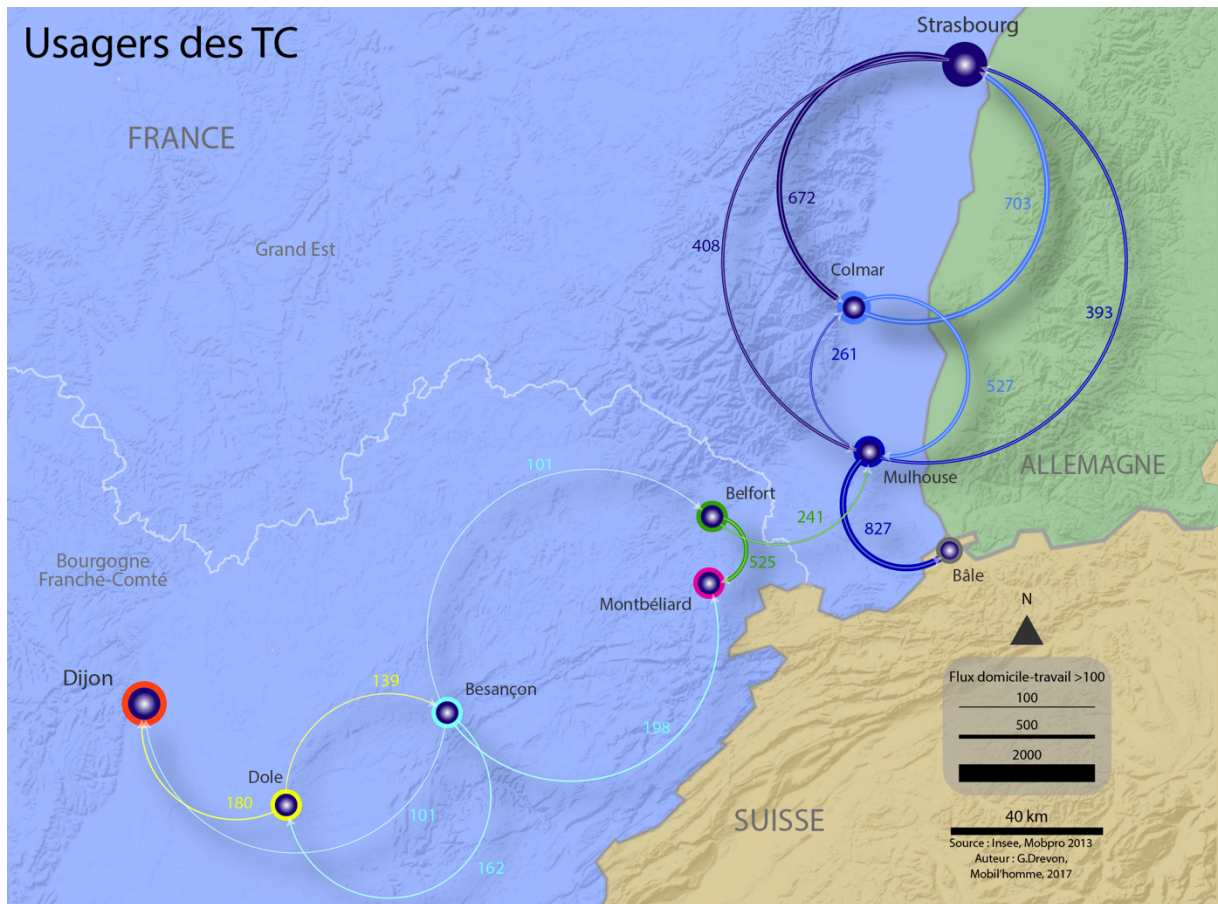 Usagers des TC
Strasbourg
FRANCE
672
703
Grand Est
408
Colmar
393
261
527
Mulhouse
ALLEMAGNE
101
Belfort
241
827
525
Bâle
Bourgogne
Franche-Comté
Montbéliard
N
Dijon
139
Besançon
198
Flux domicile-travail >100
100
500
2000
Dole
180
101
162
SUISSE
40 km
Source : Insee, Mobpro 2013
Auteur : G.Drevon,
Mobil'homme, 2017